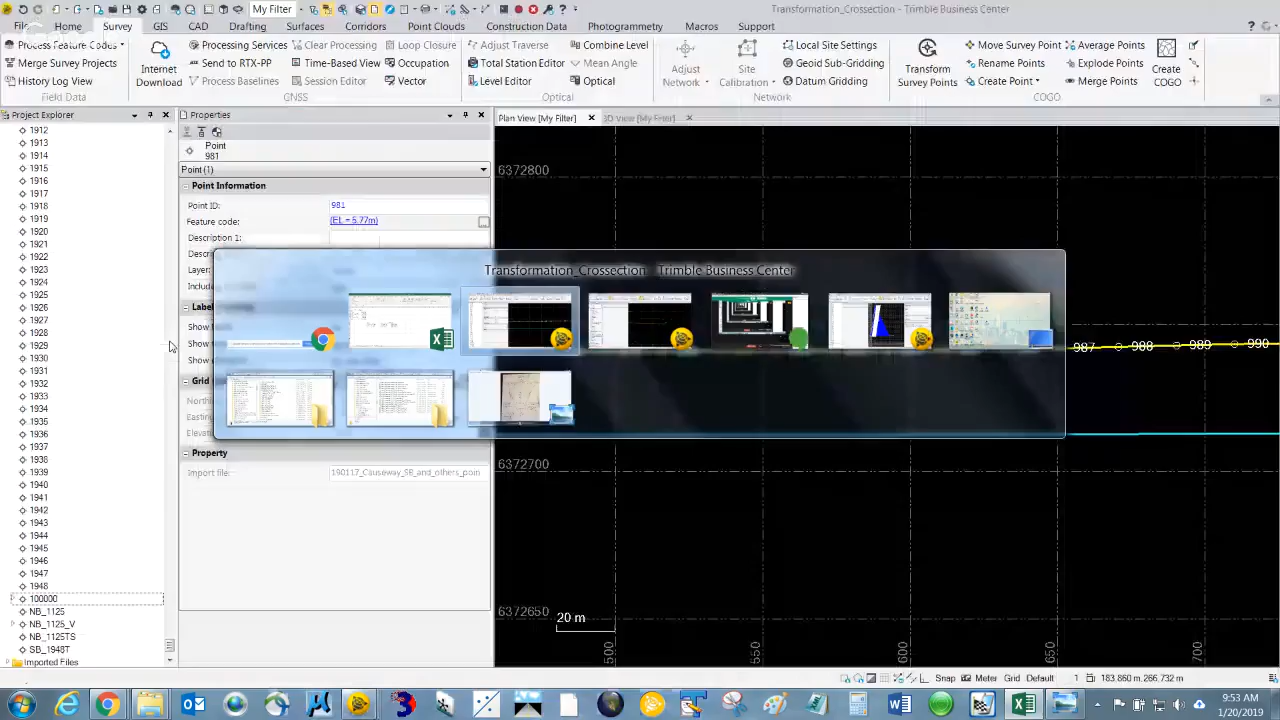 My Filter
Transformation_Crossection - Trimble Business Center
File Home Survey GIS CAD Drafting Surfaces Corridors Point Clouds Construction Data Photogrammetry Macros Support
Process Feature Codes
Merge Survey Projects
History Log View
Field Data
Internet Download
Processing Services
Send to RTX-PP
Process Baselines
Chart Processing
Time-Based View
Session Editor
GNSS
Loop Closure
Occupation
Vectors
Adjust Traverse
Total Station Editor
Level Editor
Combine Level
Mean Angle
Optical
Optical
Adjust Network
Site Calibration
Local Site Settings
Geoid Sub-Gridding
Datum Gridding
Network
Transform Survey Points
Move Survey Point
Rename Points
Create Point
Average Points
Explode Points
Merge Points
Create COGO
COGO
Project Explorer
1912
1913
1914
1915
1916
1917
1918
1919
1920
1921
1922
1923
1924
1925
1926
1927
1928
1929
1930
1931
1932
1933
1934
1935
1936
1937
1938
1939
1940
1941
1942
1943
1944
1945
1946
1947
1948
100000
NB_1125
NB_1125_V
NB_1125TS
SB_1948T
Imported Files
Properties
Point
981
Point (1)
Point Information
Point ID: 981
Feature code: (EL = 5.77m)
Description 1:
Property
Import file: 190117_Causeway_SB_and_others_pom
Plan View [My Filter]
3D View [My Filter]
Transformation_Crossection - Trimble Business Center
6372800
987 988 989 990
6372700
6372650
20 m
500 550 600 650 700
Snap Meter Grid Default 1 183.860 m,286.732 m
9:53 AM
1/20/2019